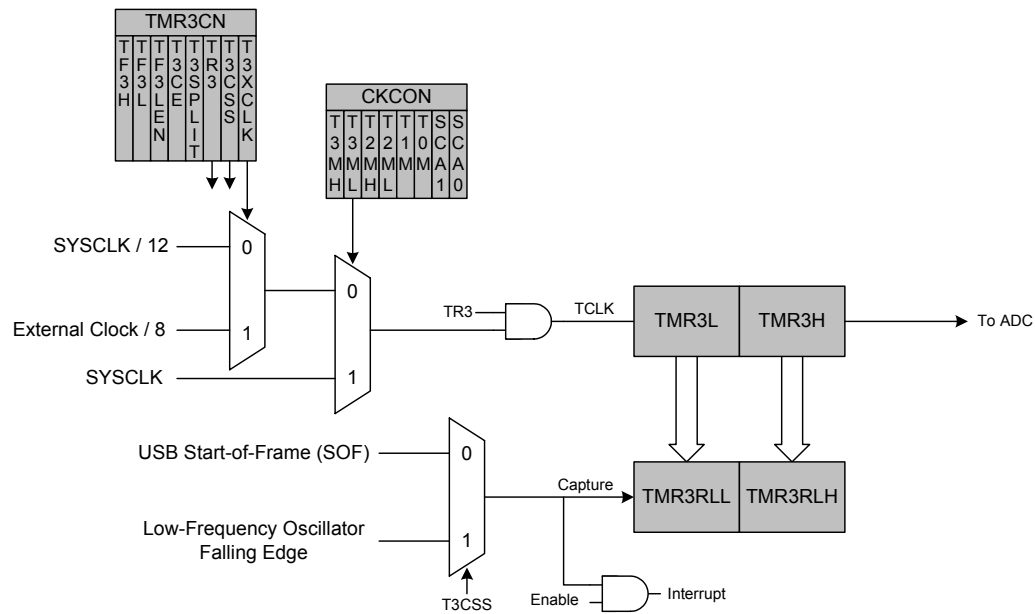 TMR3CN
TF3H
TF3L
TF3LEN
T3CE
T3SPLIT
TR3
T3CSS
T3XCLK
CKCON
T3MH
T3ML
T2MH
T2ML
T1M
T0M
SCA1
SCA0
SYSCLK / 12
0
External Clock / 8
1
SYSCLK
0
1
TR3
TCLK
TMR3L
TMR3H
To ADC
USB Start-of-Frame (SOF)
0
Low-Frequency Oscillator
Falling Edge
1
T3CSS
Capture
TMR3RLL
TMR3RLH
Enable
Interrupt